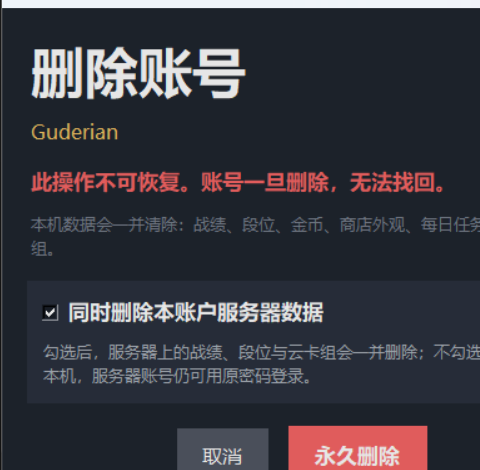 删除账号
Guderian
此操作不可恢复。账号一旦删除，无法找回。
本机数据会一并清除：战绩、段位、金币、商店外观、每日任务
组。
同时删除本账户服务器数据
勾选后，服务器上的战绩、段位与云卡组会一并删除；不勾选
本机，服务器账号仍可用原密码登录。
取消
永久删除